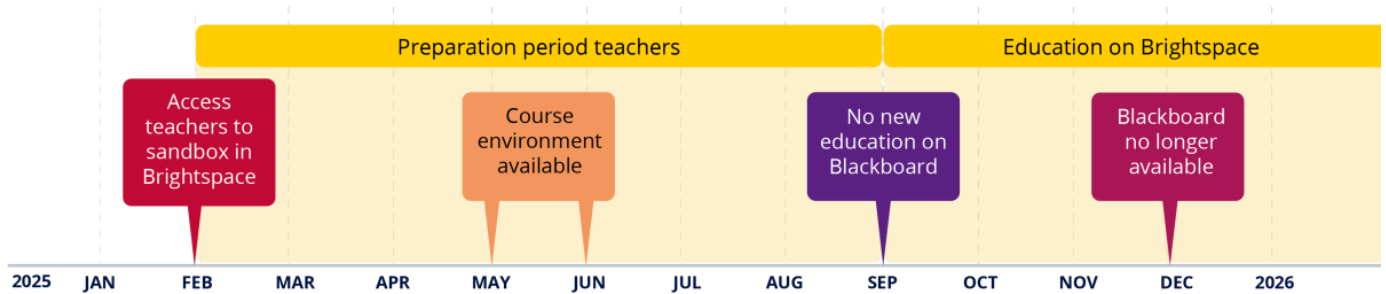 Preparation period teachers
Education on Brightspace
Access
teachers to
sandbox in
Brightspace
Course
environment
available
No new
education on
Blackboard
Blackboard
no longer
available
2025 JAN FEB MAR APR MAY JUN JUL AUG SEP OCT NOV DEC 2026